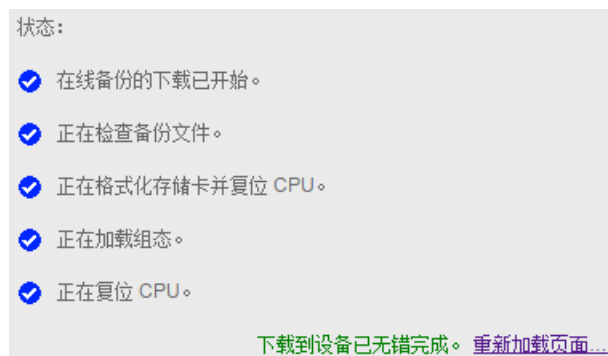 状态：
在线备份的下载已开始。
正在检查备份文件。
正在格式化存储卡并复位 CPU。
正在加载组态。
正在复位 CPU。
下载到设备已无错完成。 重新加载页面...